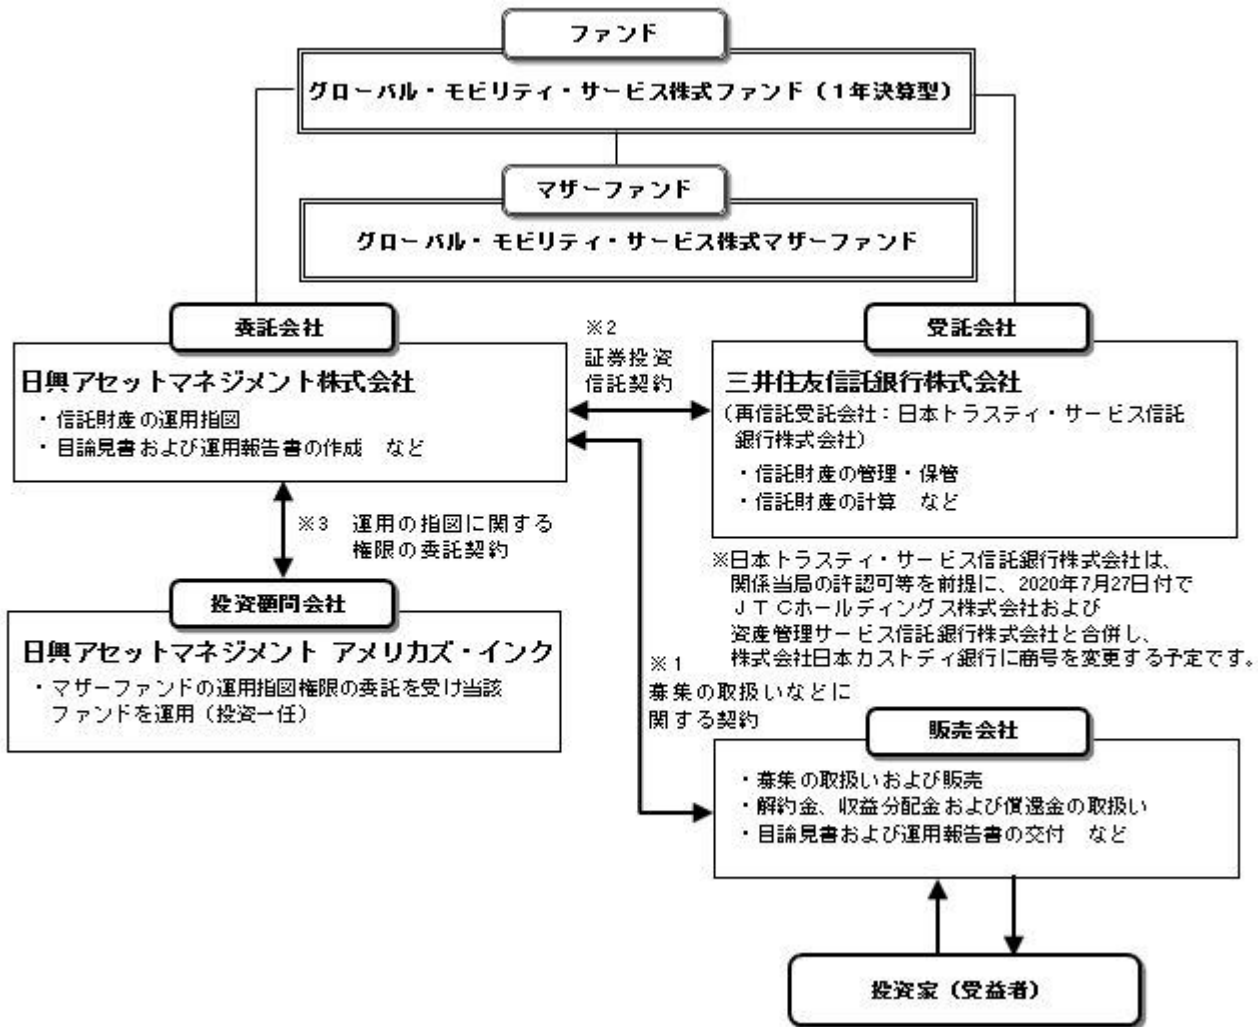 ファンド
グローバル・モビリティ・サービス株式ファンド（１年決算型）
マザーファンド
グローバル・モビリティ・サービス株式マザーファンド
委託会社
日興アセットマネジメント株式会社
・信託財産の運用指図
・目論見書および運用報告書の作成　など
※2
証券投資
信託契約
受託会社
三井住友信託銀行株式会社
（再信託受託会社：日本トラスティ・サービス信託
銀行株式会社）
・信託財産の管理・保管
・信託財産の計算　など
※3　運用の指図に関する
権限の委託契約
※日本トラスティ・サービス信託銀行株式会社は、
関係当局の許認可等を前提に、2020年7月27日付で
ＪＴＣホールディングス株式会社および
資産管理サービス信託銀行株式会社と合併し、
株式会社日本カストディ銀行に商号を変更する予定です。
投資顧問会社
日興アセットマネジメント アメリカズ・インク
・マザーファンドの運用指図権限の委託を受け当該
ファンドを運用（投資一任）
※1
募集の取扱いなどに
関する契約
販売会社
・募集の取扱いおよび販売
・解約金、収益分配金および償還金の取扱い
・目論見書および運用報告書の交付　など
投資家（受益者）